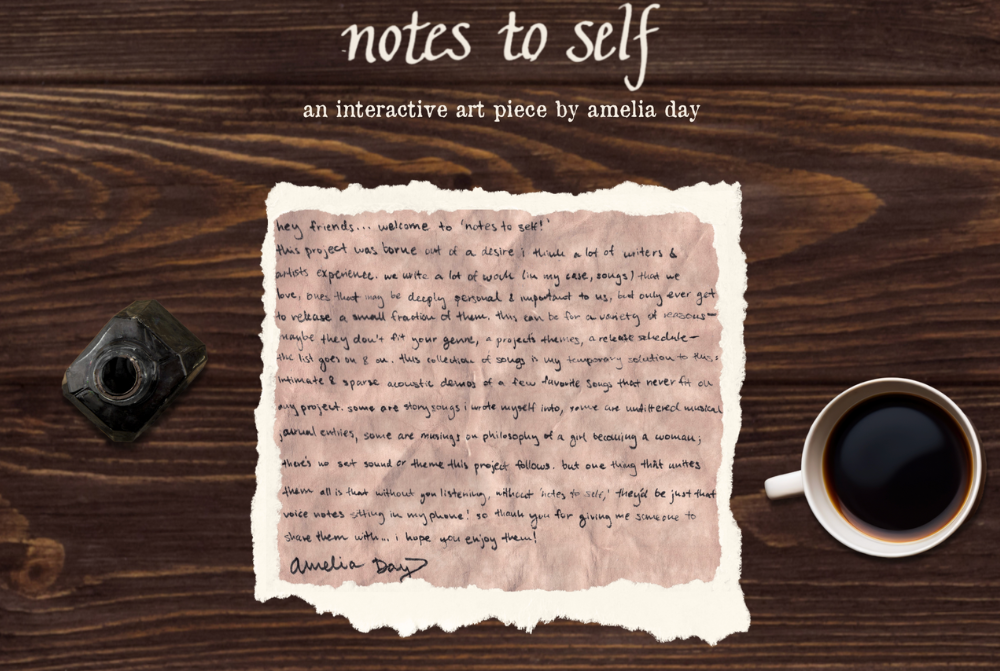 notes to self
an interactive art piece by amelia day
hey friends... welcome to 'notes to self!'
this project was borne out of a desire i think a lot of writers &
artists experience. we write a lot of work (in my case, songs) that we
love, ones that may be deeply personal & important to us, but only ever get
to release a small fraction of them. this can be for a variety of reasons-
maybe they don't fit your genre, a projects themes, a release schedule-
the list goes on & on. this collection of songs is my temporary solution to this:
intimate & sparse acoustic demos of a few favorite songs that never fit on
any project. some are storysongs i wrote myself into, some are unfiltered musical
journal entries, some are musings on philosophy of a girl becoming a woman;
there's no set sound or theme this project follows. but one thing that unites
them all is that without you listening, without 'notes to self,' they'd be just that
voice notes sitting in my phone! so thank you for giving me someone to
share them with... i hope you enjoy them!
Amelia Day